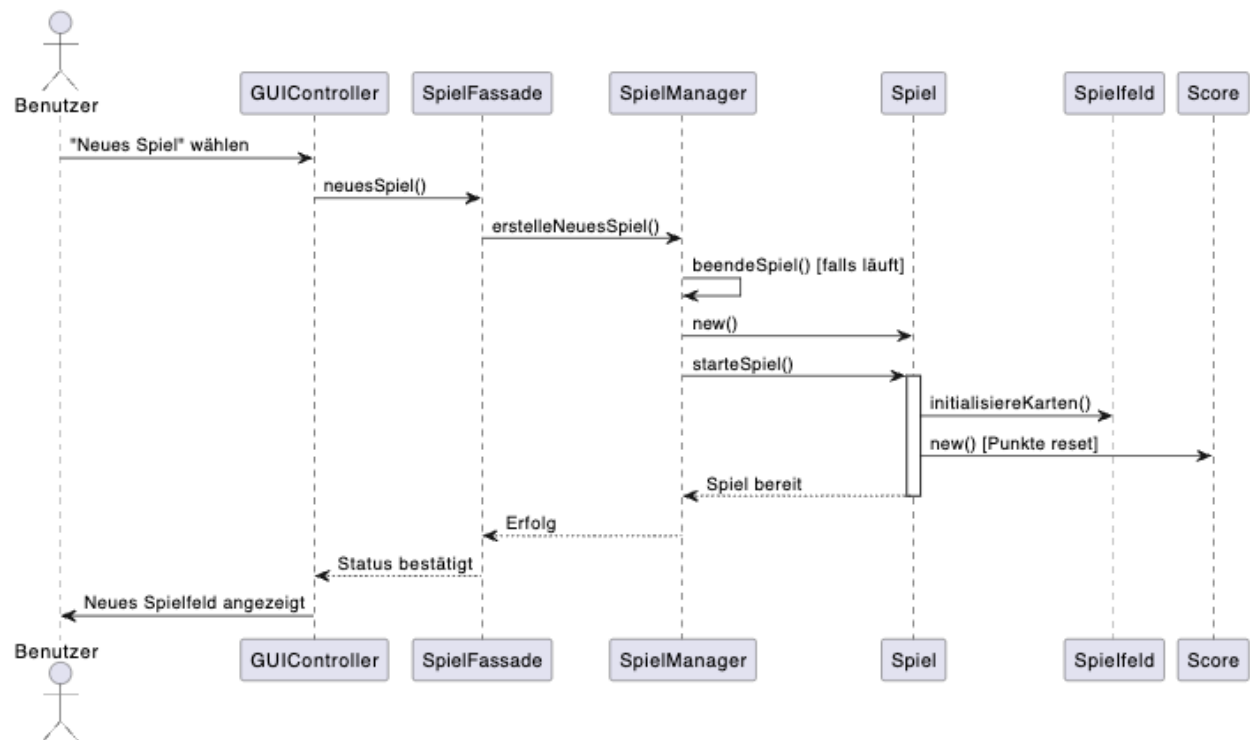 Benutzer
GUIController
SpielFassade
SpielManager
Spiel
Spielfeld
Score
"Neues Spiel" wählen
neuesSpiel()
erstelleNeuesSpiel()
beendeSpiel() [falls läuft]
new()
starteSpiel()
initialisiereKarten()
new() [Punkte reset]
Spiel bereit
Erfolg
Status bestätigt
Neues Spielfeld angezeigt
Benutzer
GUIController
SpielFassade
SpielManager
Spiel
Spielfeld
Score